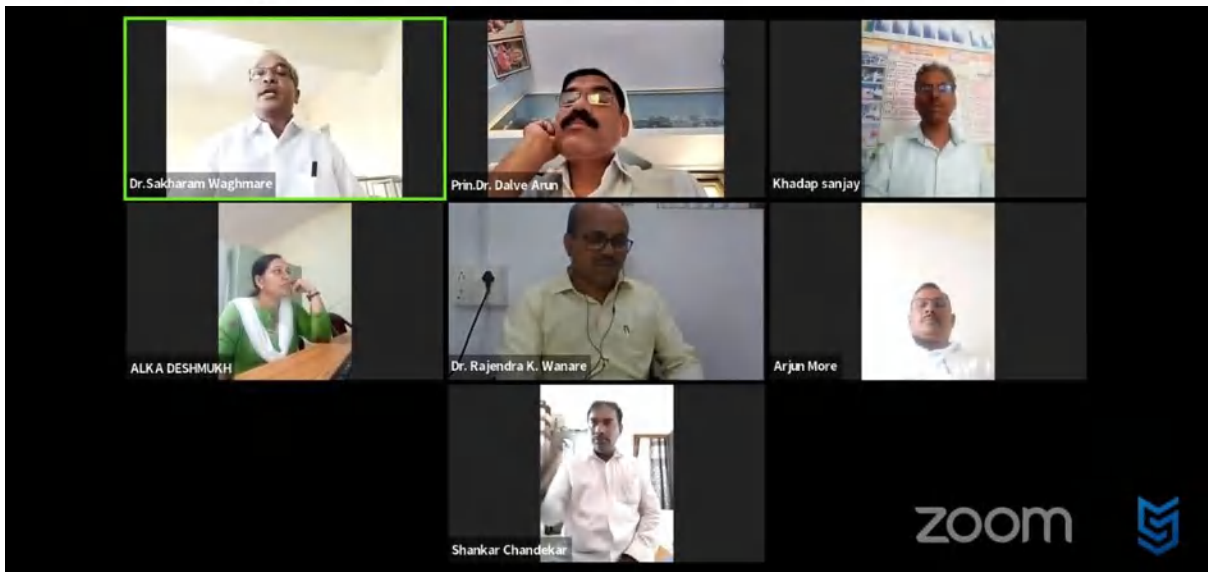 Dr.Sakharam Waghmare
Prin.Dr. Dalve Arun
Khadap sanjay
ALKA DESHMUKH
Dr. Rajendra K. Wanare
Arjun More
Shankar Chandekar
zoom